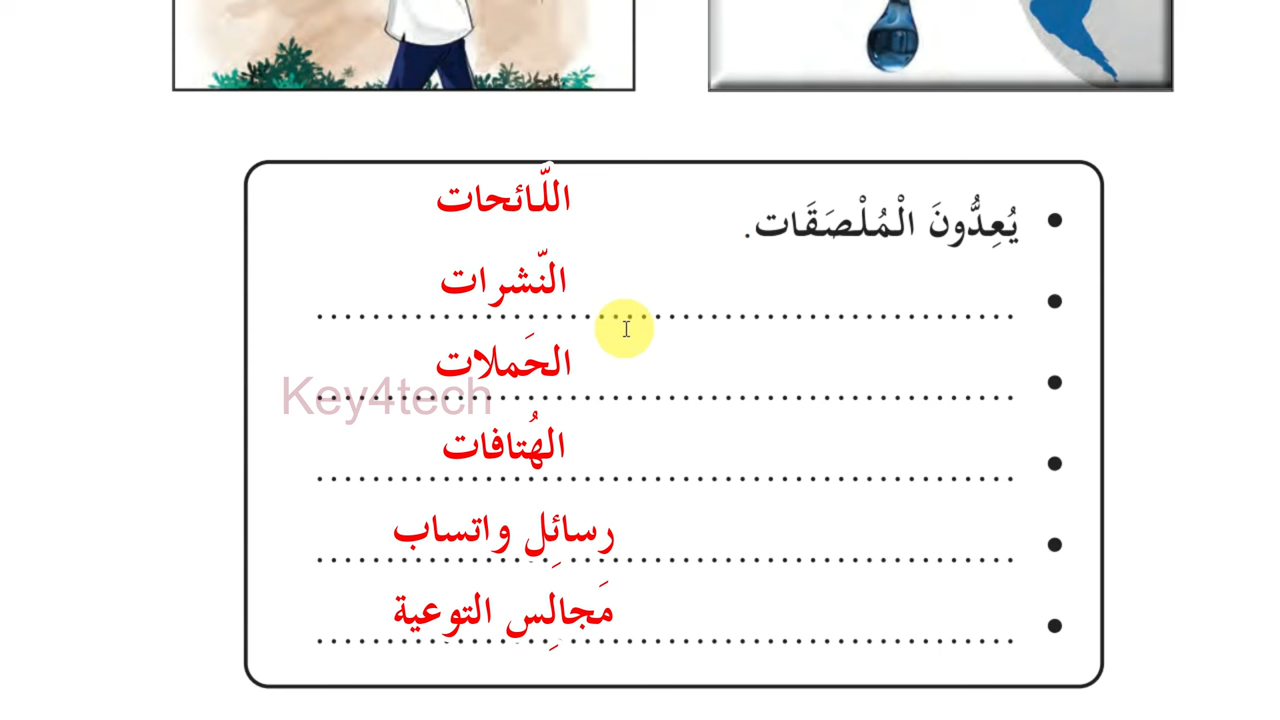 يُعِدُّونَ الْمُلْصَقَات. اللّائحات
النّشرات
الحَملات
Key4tech
الهُتافات
رسائِل واتساب
مَجالِس التوعية